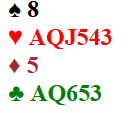 ♠ 8
♥ AQJ543
♦ 5
♣ AQ653